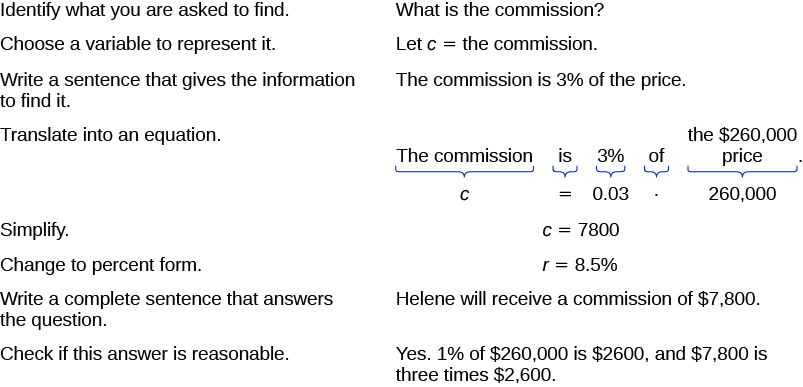 Identify what you are asked to find. What is the commission?
Choose a variable to represent it. Let c = the commission.
Write a sentence that gives the information The commission is 3% of the price.
to find it.
Translate into an equation. the $260,000
The commission is 3% of price .
c = 0.03 · 260,000
Simplify. c = 7800
Change to percent form. r = 8.5%
Write a complete sentence that answers Helene will receive a commission of $7,800.
the question.
Check if this answer is reasonable. Yes. 1% of $260,000 is $2600, and $7,800 is
three times $2,600.